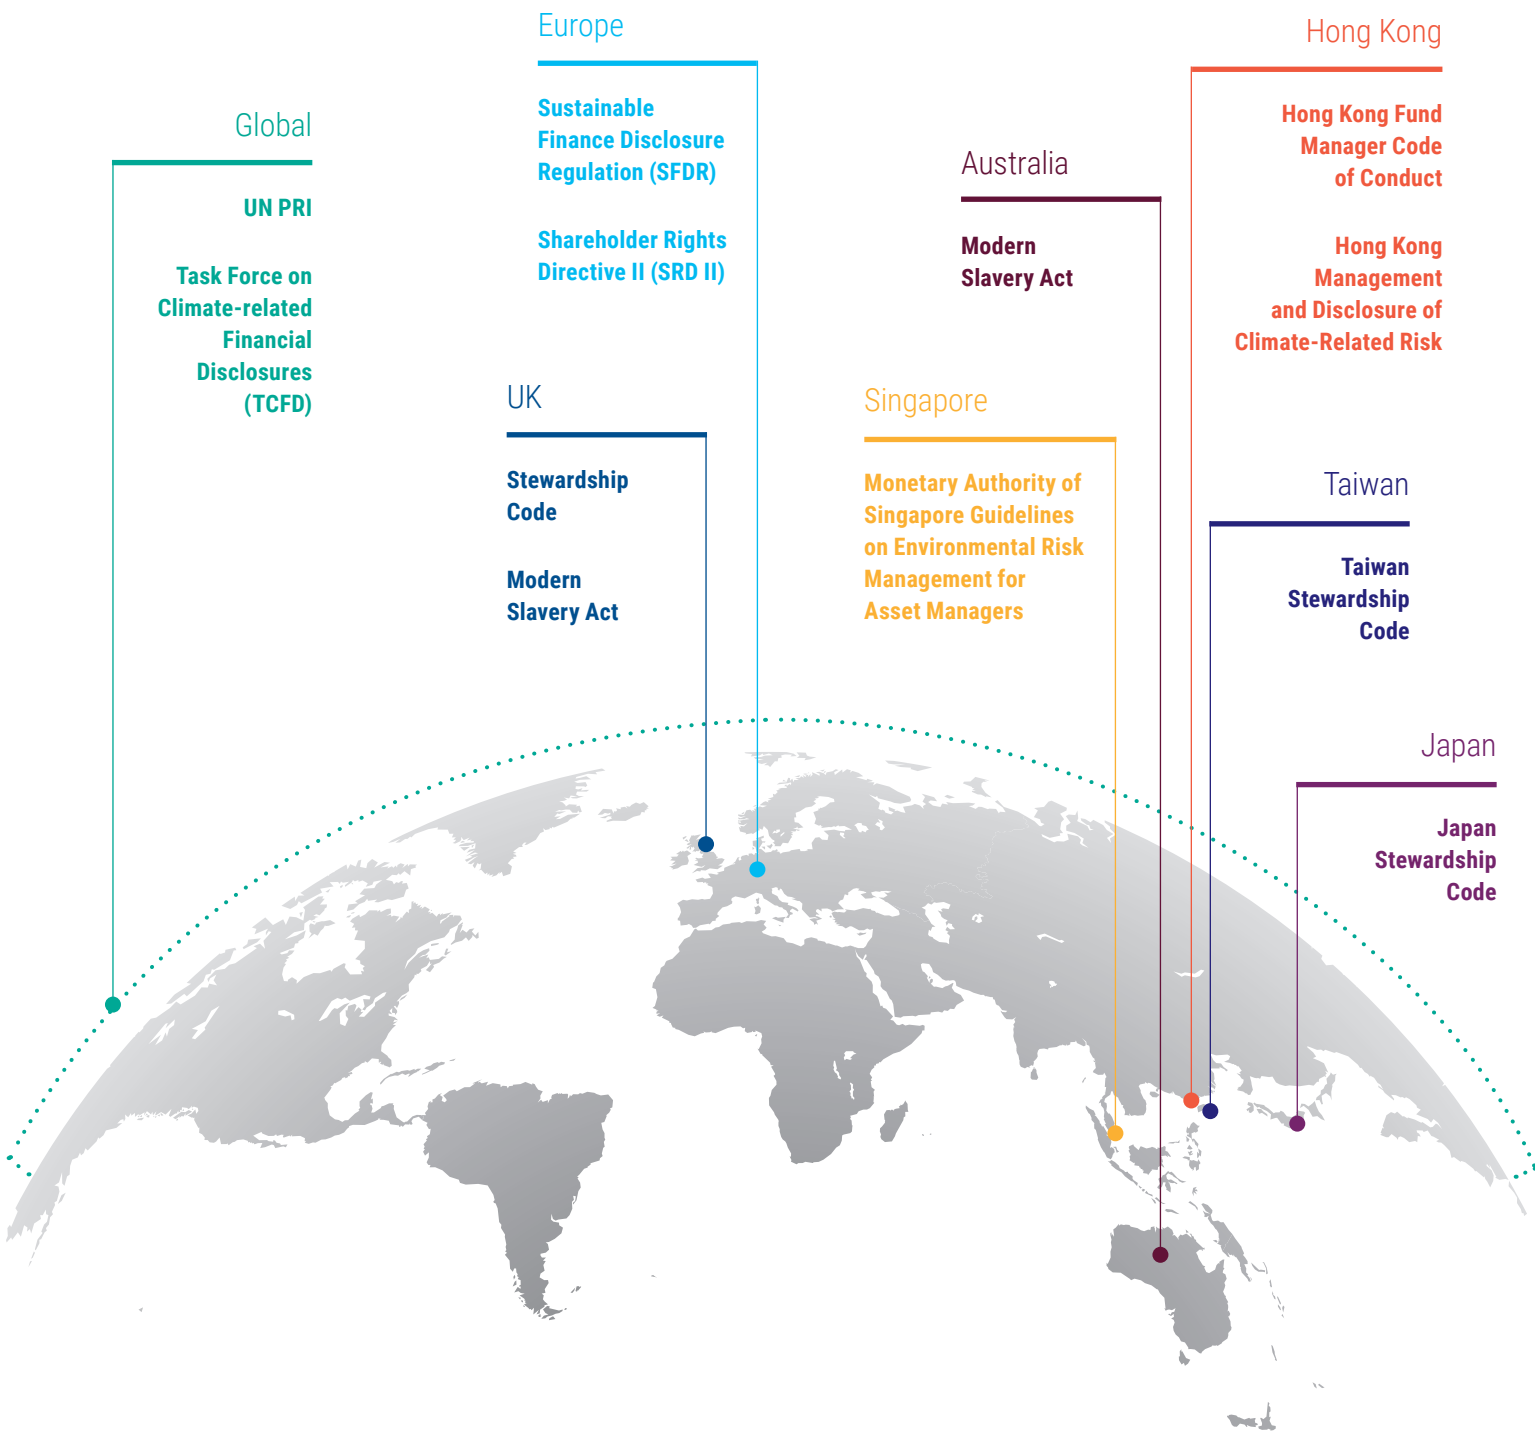 Global
UN PRI
Task Force on
Climate-related
Financial
Disclosures
(TCFD)
Europe
Sustainable
Finance Disclosure
Regulation (SFDR)
Shareholder Rights
Directive II (SRD II)
UK
Stewardship
Code
Modern
Slavery Act
Australia
Modern
Slavery Act
Singapore
Monetary Authority of
Singapore Guidelines
on Environmental Risk
Management for
Asset Managers
Hong Kong
Hong Kong Fund
Manager Code
of Conduct
Hong Kong
Management
and Disclosure of
Climate-Related Risk
Taiwan
Taiwan
Stewardship
Code
Japan
Japan
Stewardship
Code